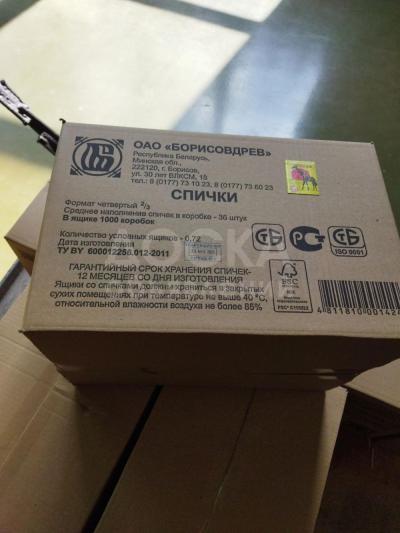 ОАО «БОРИСОВДРЕВ»
Республика Беларусь,
Минская обл.,
222120, г. Борисов,
ул. 30 лет ВЛКСМ, 18
тел.: 8 (0177) 73 10 23, 8 (0177) 73 60 23
СПИЧКИ
Формат четвертый 2/3
Среднее наполнение спичек в коробке - 36 штук
В ящике 1000 коробок
Количество условных ящиков - 0,72
Дата изготовления
ТУ BY 600012256.012-2011
ISO 9001
ГАРАНТИЙНЫЙ СРОК ХРАНЕНИЯ СПИЧЕК-
12 МЕСЯЦЕВ СО ДНЯ ИЗГОТОВЛЕНИЯ
Ящики со спичками должны храниться в закрытых
сухих помещениях при температуре не выше 40 °С,
относительной влажности воздуха не более 85%
FSC
MIX
ДОСКА